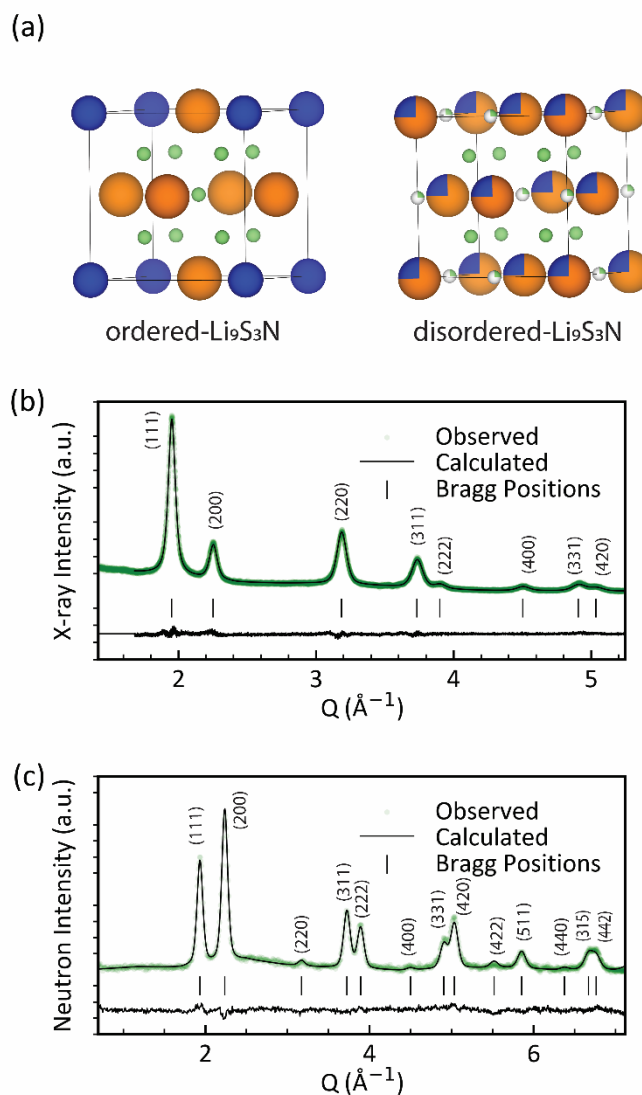 (a)
ordered-Li₉S₃N
disordered-Li₉S₃N
(b)
X-ray Intensity (a.u.)
(111)
(200)
(220)
(311)
(222)
(400)
(331)
(420)
Observed
Calculated
Bragg Positions
2
3
4
5
Q (Å⁻¹)
(c)
Neutron Intensity (a.u.)
(111)
(200)
(220)
(311)
(222)
(400)
(331)
(420)
(422)
(511)
(440)
(315)
(442)
Observed
Calculated
Bragg Positions
2
4
6
Q (Å⁻¹)